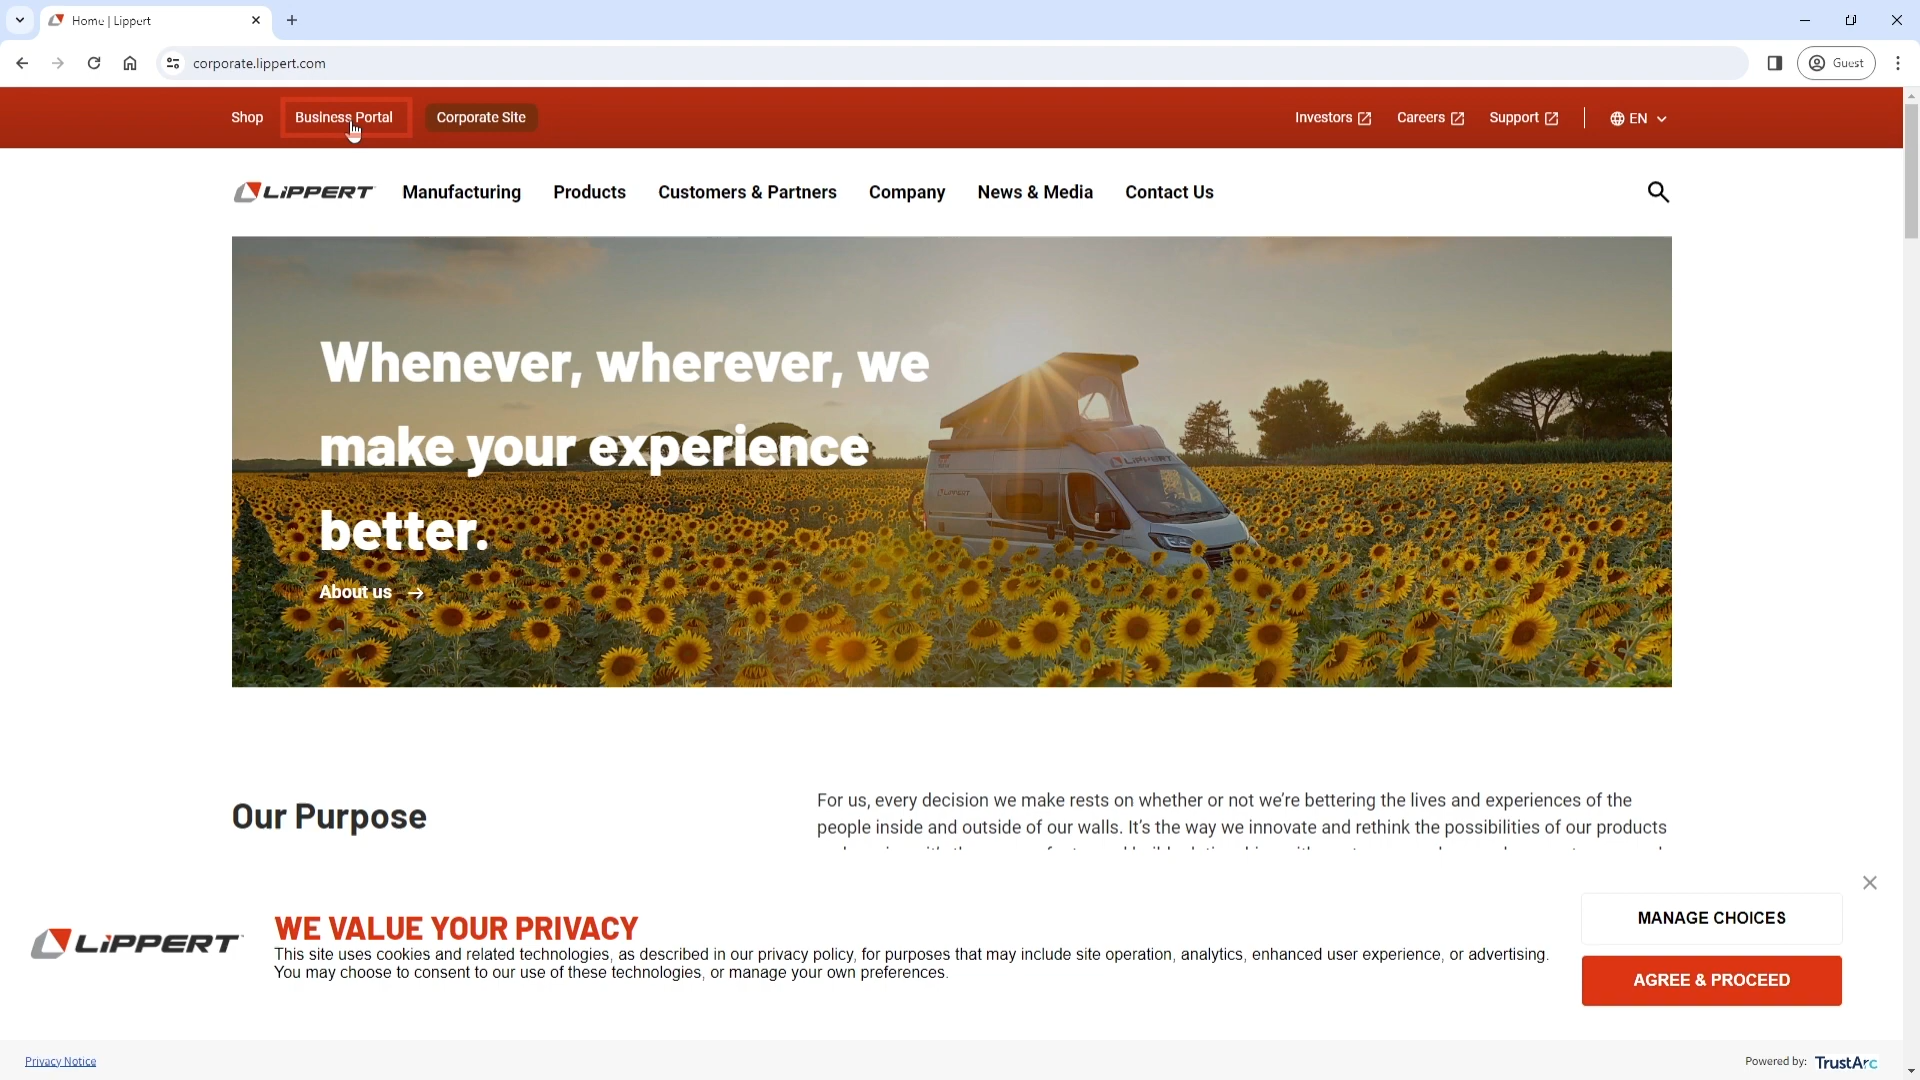 Home | Lippert
corporate.lippert.com
Guest
Shop
Business Portal
Corporate Site
Investors
Careers
Support
EN
LIPPERT
Manufacturing
Products
Customers & Partners
Company
News & Media
Contact Us
Whenever, wherever, we
make your experience
better.
About us
LIPPERT
LIPPERT
Our Purpose
For us, every decision we make rests on whether or not we’re bettering the lives and experiences of the
people inside and outside of our walls. It’s the way we innovate and rethink the possibilities of our products
LIPPERT
WE VALUE YOUR PRIVACY
This site uses cookies and related technologies, as described in our privacy policy, for purposes that may include site operation, analytics, enhanced user experience, or advertising.
You may choose to consent to our use of these technologies, or manage your own preferences.
MANAGE CHOICES
AGREE & PROCEED
Privacy Notice
Powered by: TrustArc